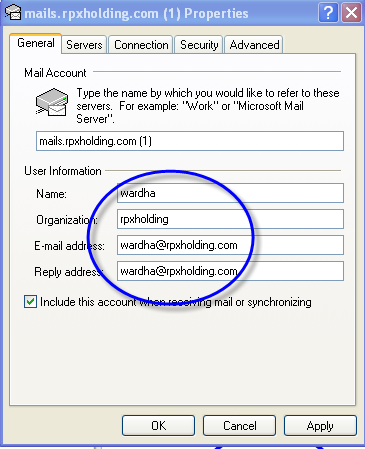 mails.rpxholding.com (1) Properties
General Servers Connection Security Advanced
Mail Account
Type the name by which you would like to refer to these
servers. For example: "Work" or "Microsoft Mail
Server".
mails.rpxholding.com (1)
User Information
Name: wardha
Organization: rpxholding
E-mail address: wardha@rpxholding.com
Reply address: wardha@rpxholding.com
Include this account when receiving mail or synchronizing
OK Cancel Apply